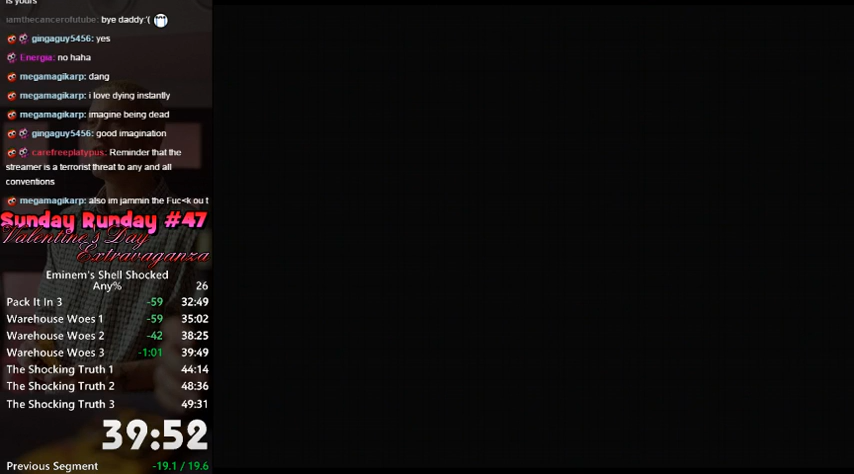 is yours
iamthecancerofutube: bye daddy:'(
gingaguy5456: yes
Energia: no haha
megamagikarp: dang
megamagikarp: i love dying instantly
megamagikarp: imagine being dead
gingaguy5456: good imagination
carefreeplatypus: Reminder that the
streamer is a terrorist threat to any and all
conventions
megamagikarp: also im jammin the Fuc<k ou t
Sunday Runday #47
Valentine's Day
Extravaganza
Eminem's Shell Shocked
Any% 26
Pack It In 3 -59 32:49
Warehouse Woes 1 -59 35:02
Warehouse Woes 2 -42 38:25
Warehouse Woes 3 -1:01 39:49
The Shocking Truth 1 44:14
The Shocking Truth 2 48:36
The Shocking Truth 3 49:31
39:52
Previous Segment -19.1 / 19.6